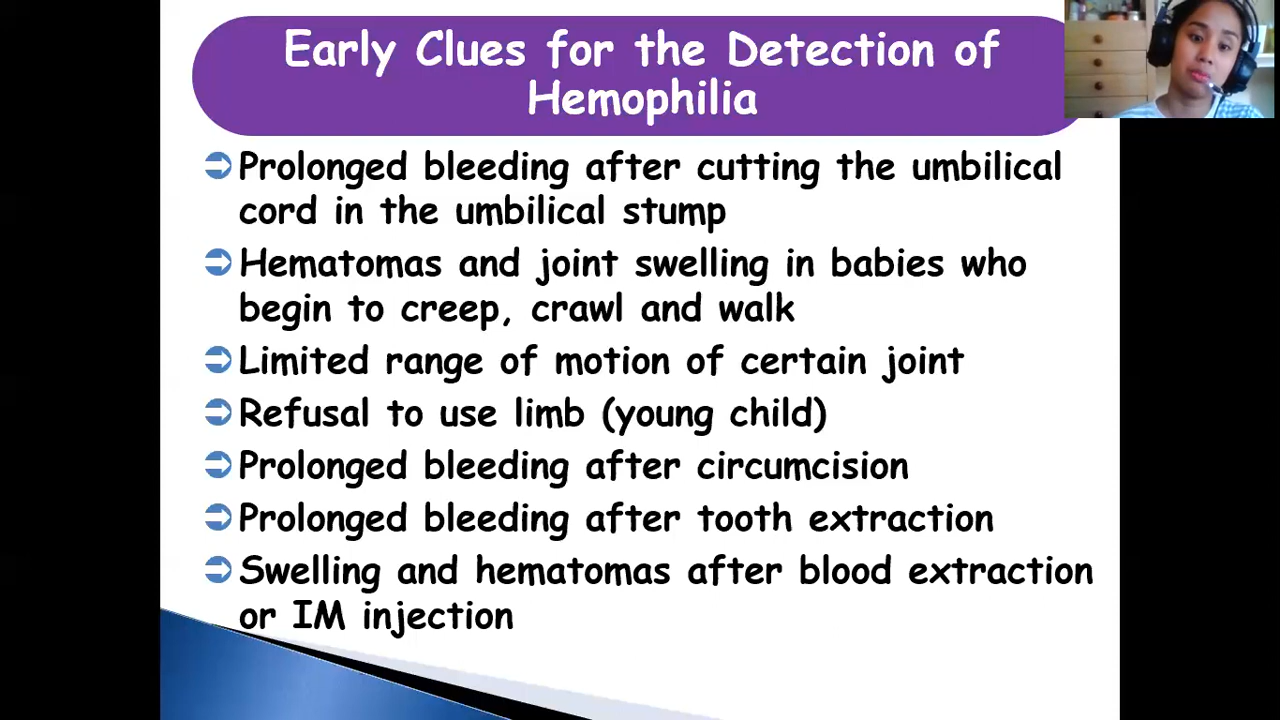 Early Clues for the Detection of
Hemophilia
Prolonged bleeding after cutting the umbilical
cord in the umbilical stump
Hematomas and joint swelling in babies who
begin to creep, crawl and walk
Limited range of motion of certain joint
Refusal to use limb (young child)
Prolonged bleeding after circumcision
Prolonged bleeding after tooth extraction
Swelling and hematomas after blood extraction
or IM injection